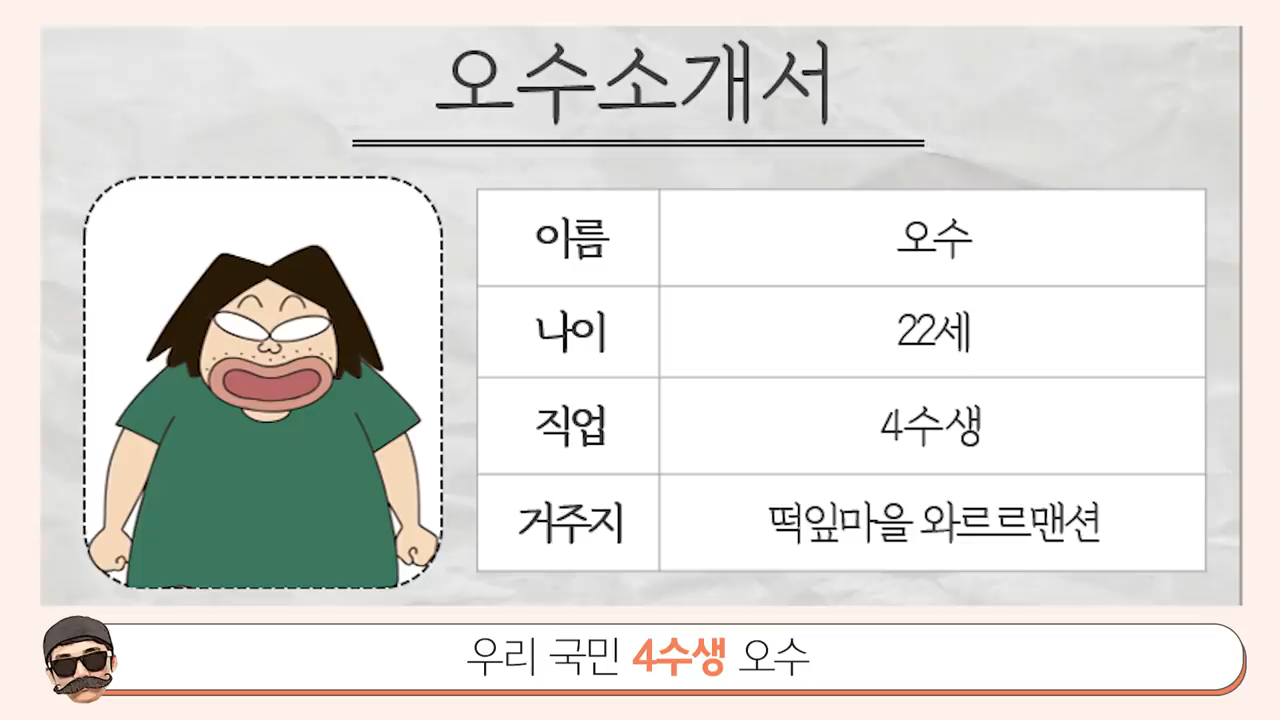 오수소개서
이름 오수
나이 22세
직업 4수생
거주지 떡잎마을 와르르맨션
우리 국민 4수생 오수